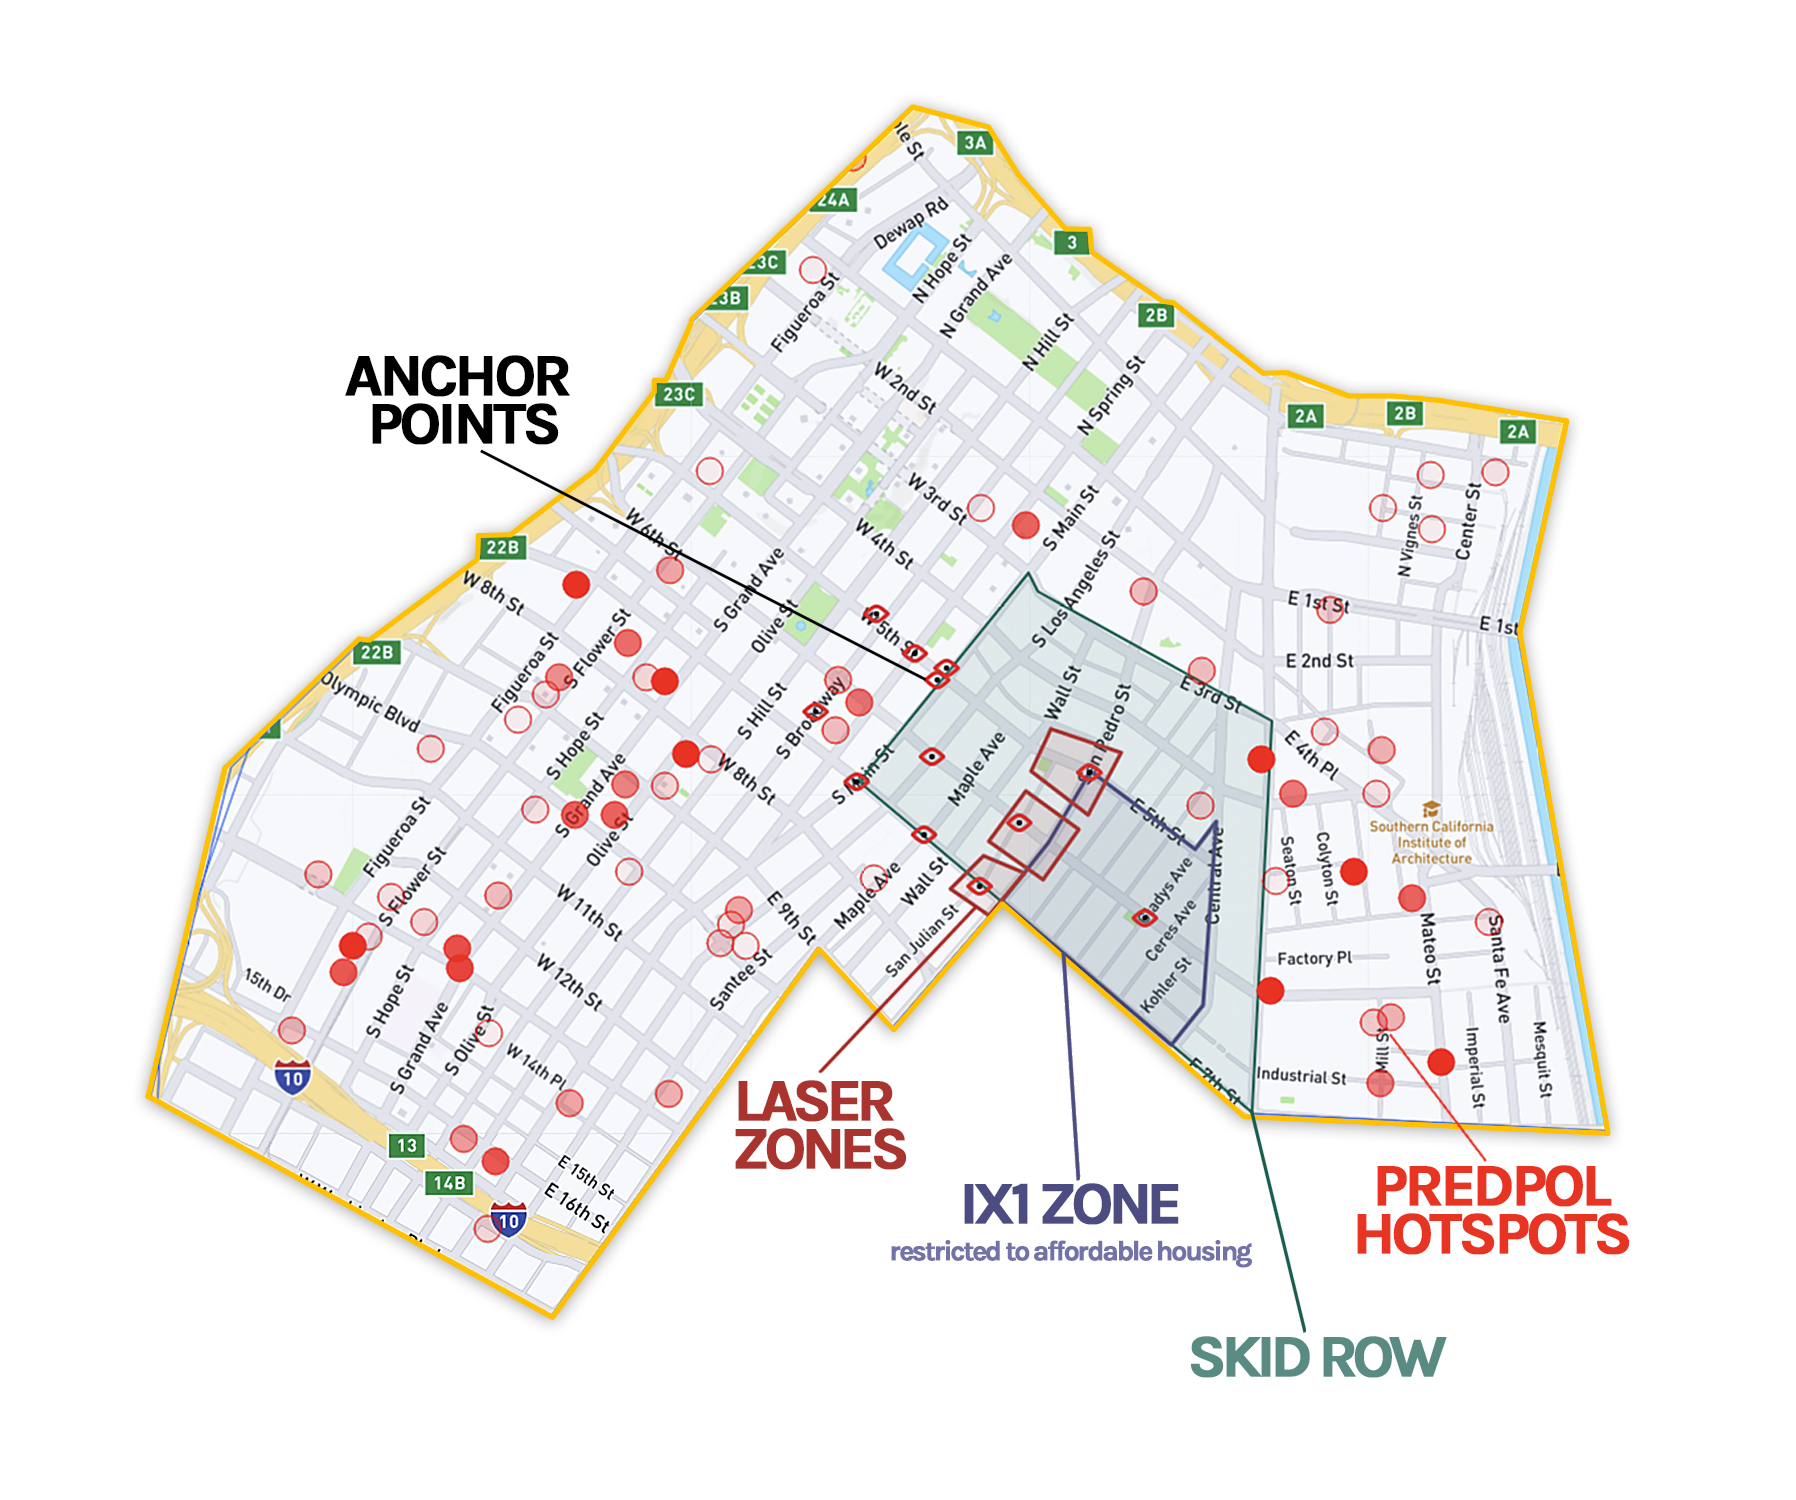 3A
24A
Dewap Rd
3
N Hope St
23C
N Grand Ave
23B
Figueroa St
2B
N Hill St
W 2nd St
N Spring St
ANCHOR
POINTS
23C
2A
2B
2A
W 3rd St
S Main St
N Vignes St
Center St
W 6th St
W 4th St
22B
S Grand Ave
S Los Angeles St
W 8th St
Olive St
W 5th S
E 1st St
E 1st
22B
Figueroa St
S Flower St
E 2nd St
Olympic Blvd
Wall St
San Pedro St
E 3rd St
S Hill St
S Broadway
S Hope St
S Main St
Maple Ave
E 4th Pl
W 8th St
S Grand Ave
E 5th St
Southern California
Institute of
Architecture
Figueroa St
Olive St
Seaton St
Colyton St
Central Ave
Gladys Ave
S Flower St
W 11th St
E 9th St
Maple Ave
Wall St
San Julian St
Ceres Ave
Mateo St
Santa Fe Ave
Factory Pl
15th Dr
S Hope St
W 12th St
Santee St
Kohler St
S Grand Ave
S Olive St
W 14th Pl
Mill S
Imperial St
Mesquit St
10
E 7th St
Industrial St
LASER
ZONES
13
14B
E 15th St
E 16th St
10
IX1 ZONE
restricted to affordable housing
PREDPOL
HOTSPOTS
SKID ROW